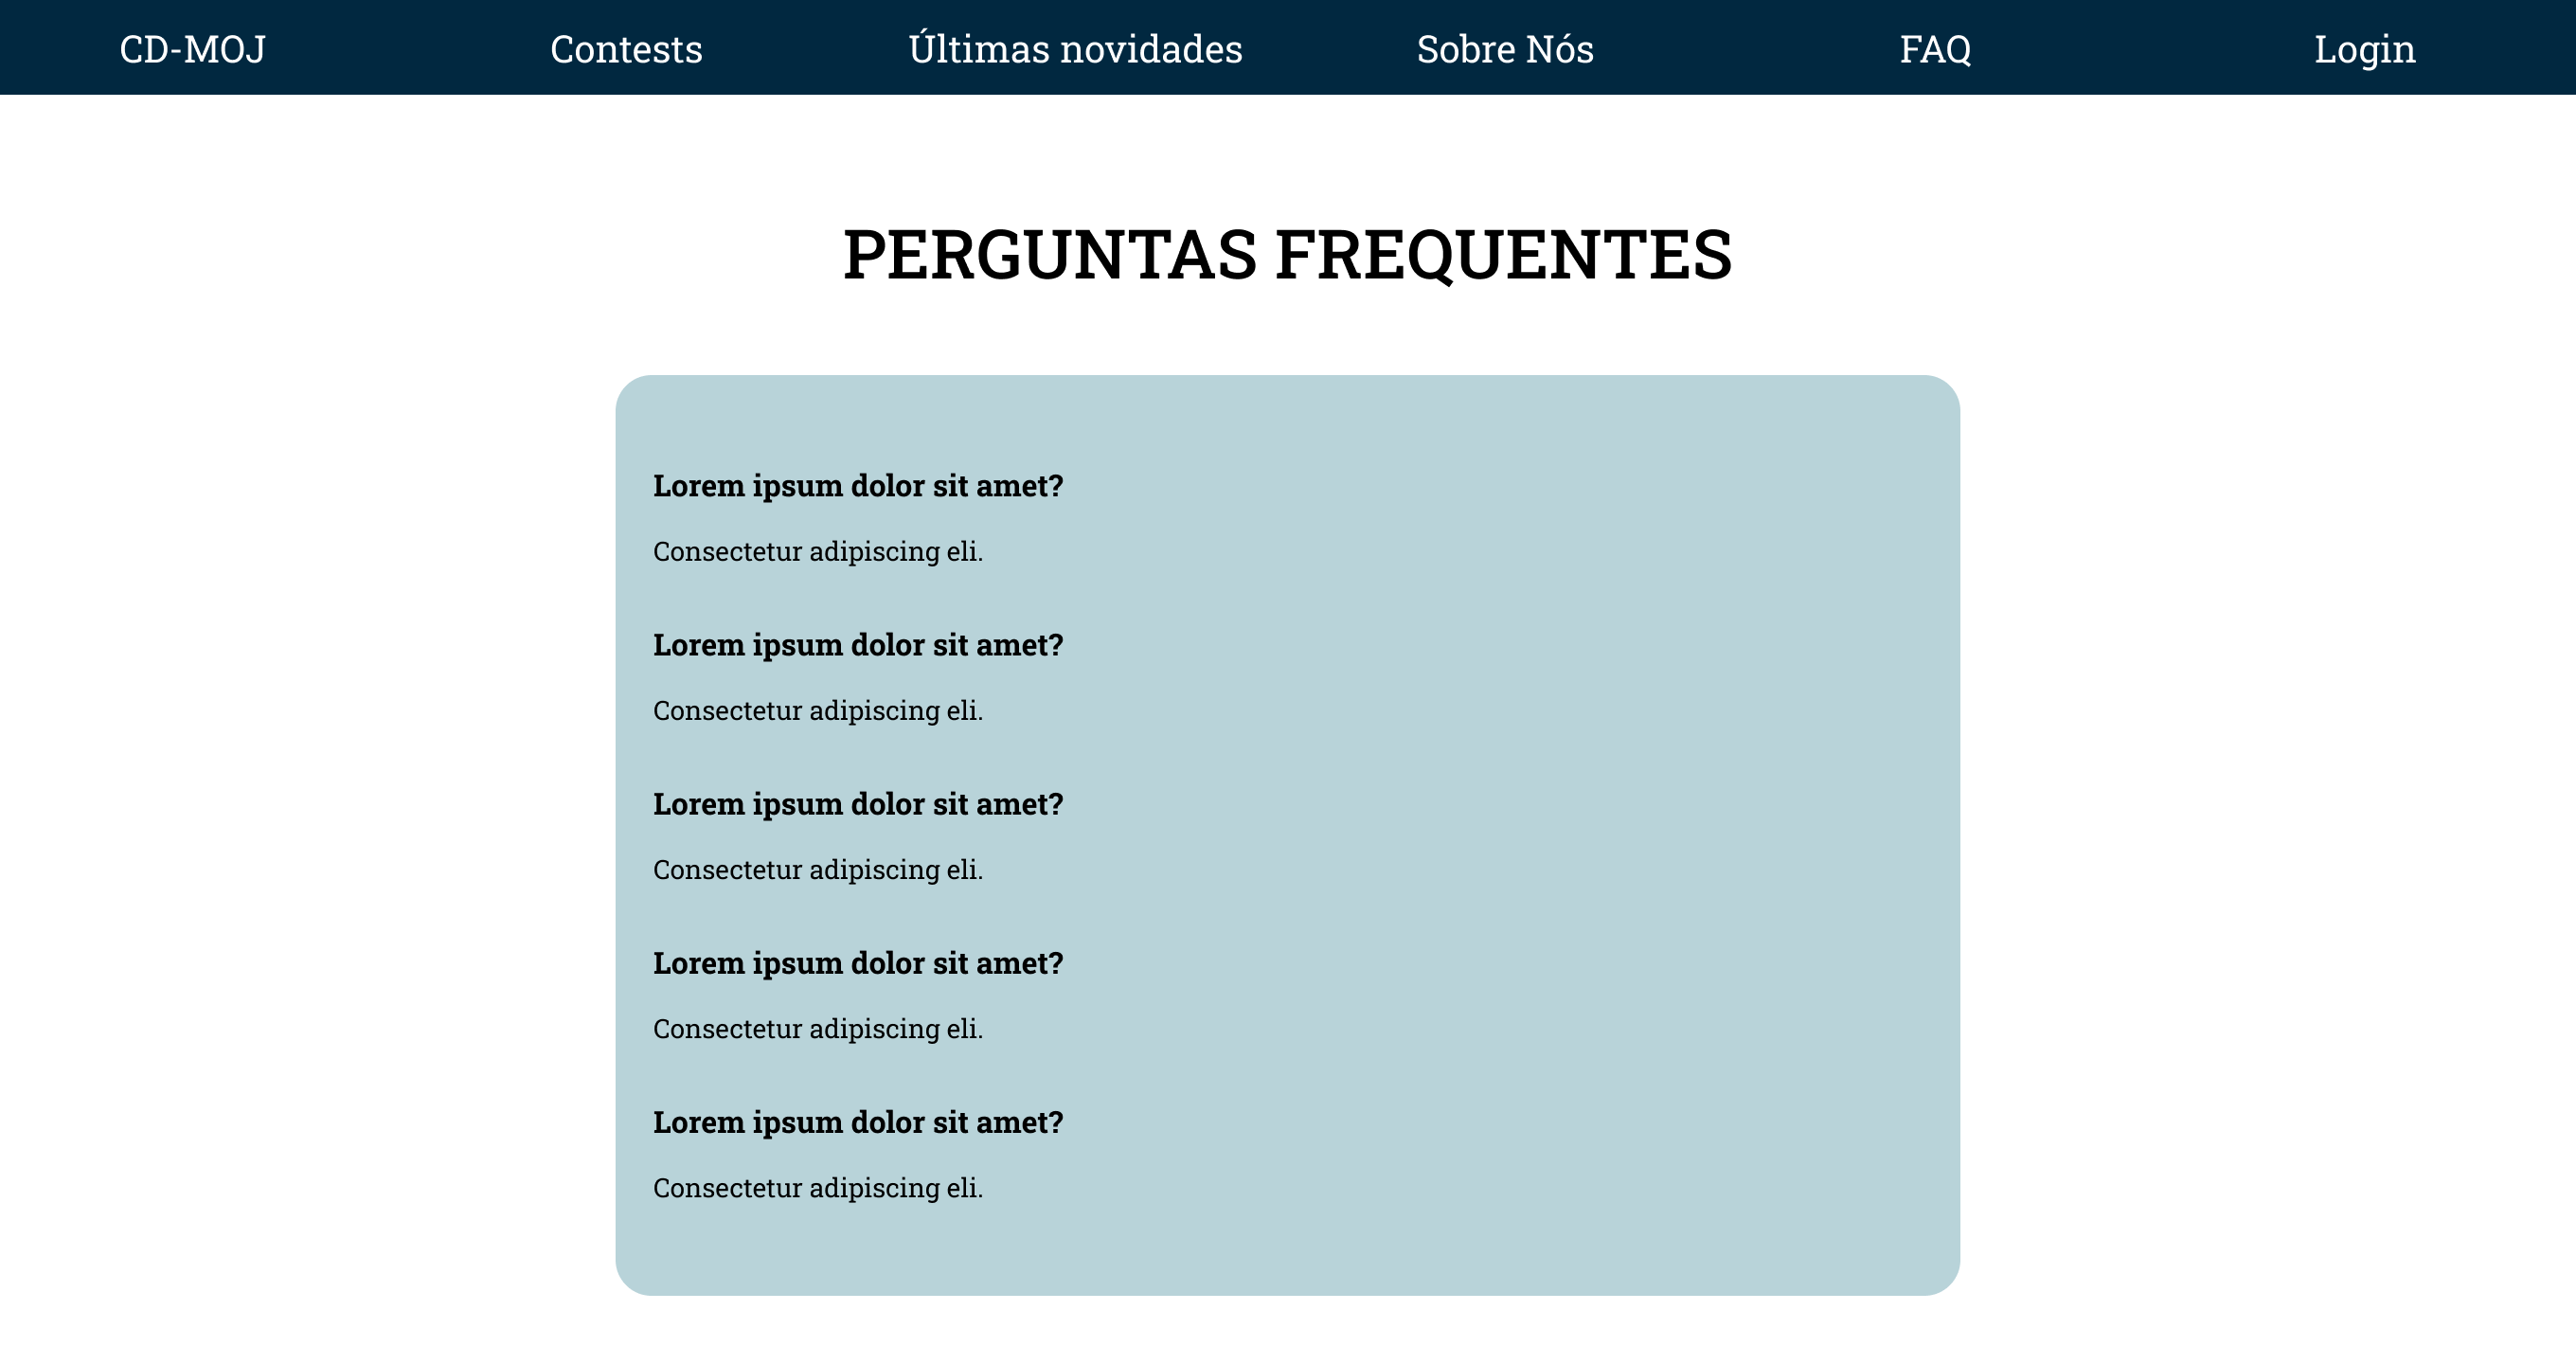 CD-MOJ Contests Últimas novidades Sobre Nós FAQ Login
PERGUNTAS FREQUENTES
Lorem ipsum dolor sit amet?
Consectetur adipiscing eli.
Lorem ipsum dolor sit amet?
Consectetur adipiscing eli.
Lorem ipsum dolor sit amet?
Consectetur adipiscing eli.
Lorem ipsum dolor sit amet?
Consectetur adipiscing eli.
Lorem ipsum dolor sit amet?
Consectetur adipiscing eli.